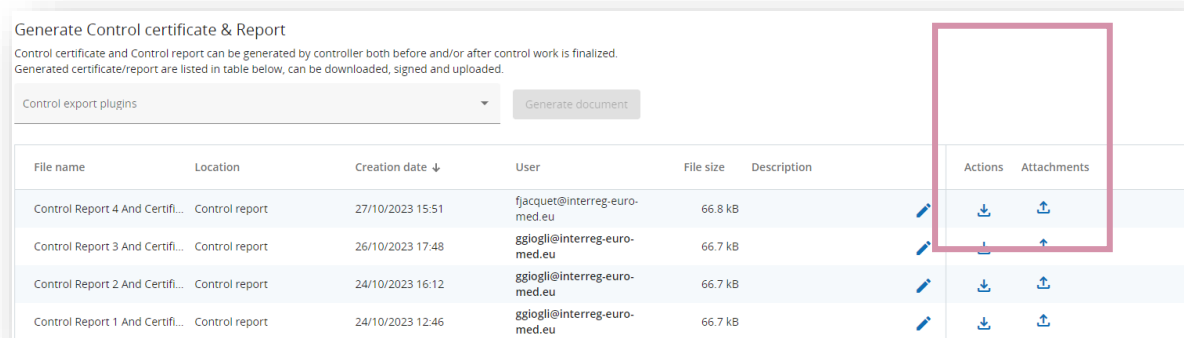 Generate Control certificate & Report
Control certificate and Control report can be generated by controller both before and/or after control work is finalized.
Generated certificate/report are listed in table below, can be downloaded, signed and uploaded.
Control export plugins
Generate document
File name Location Creation date User File size Description Actions Attachments
Control Report 4 And Certifi... Control report 27/10/2023 15:51 fjacquet@interreg-euro-
med.eu 66.8 kB
Control Report 3 And Certifi... Control report 26/10/2023 17:48 ggiogli@interreg-euro-
med.eu 66.7 kB
Control Report 2 And Certifi... Control report 24/10/2023 16:12 ggiogli@interreg-euro-
med.eu 66.7 kB
Control Report 1 And Certifi... Control report 24/10/2023 12:46 ggiogli@interreg-euro-
med.eu 66.7 kB